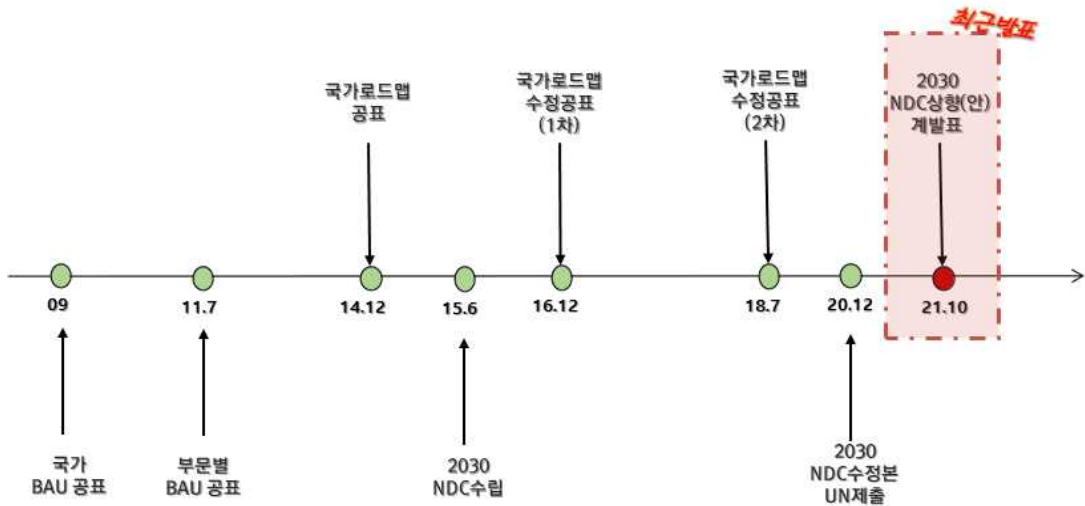 최근발표
국가로드맵
공표
국가로드맵
수정공표
(1차)
국가로드맵
수정공표
(2차)
2030
NDC상향(안)
계발표
09
11.7
14.12
15.6
16.12
18.7
20.12
21.10
국가
BAU 공표
부문별
BAU 공표
2030
NDC수립
2030
NDC수정본
UN제출